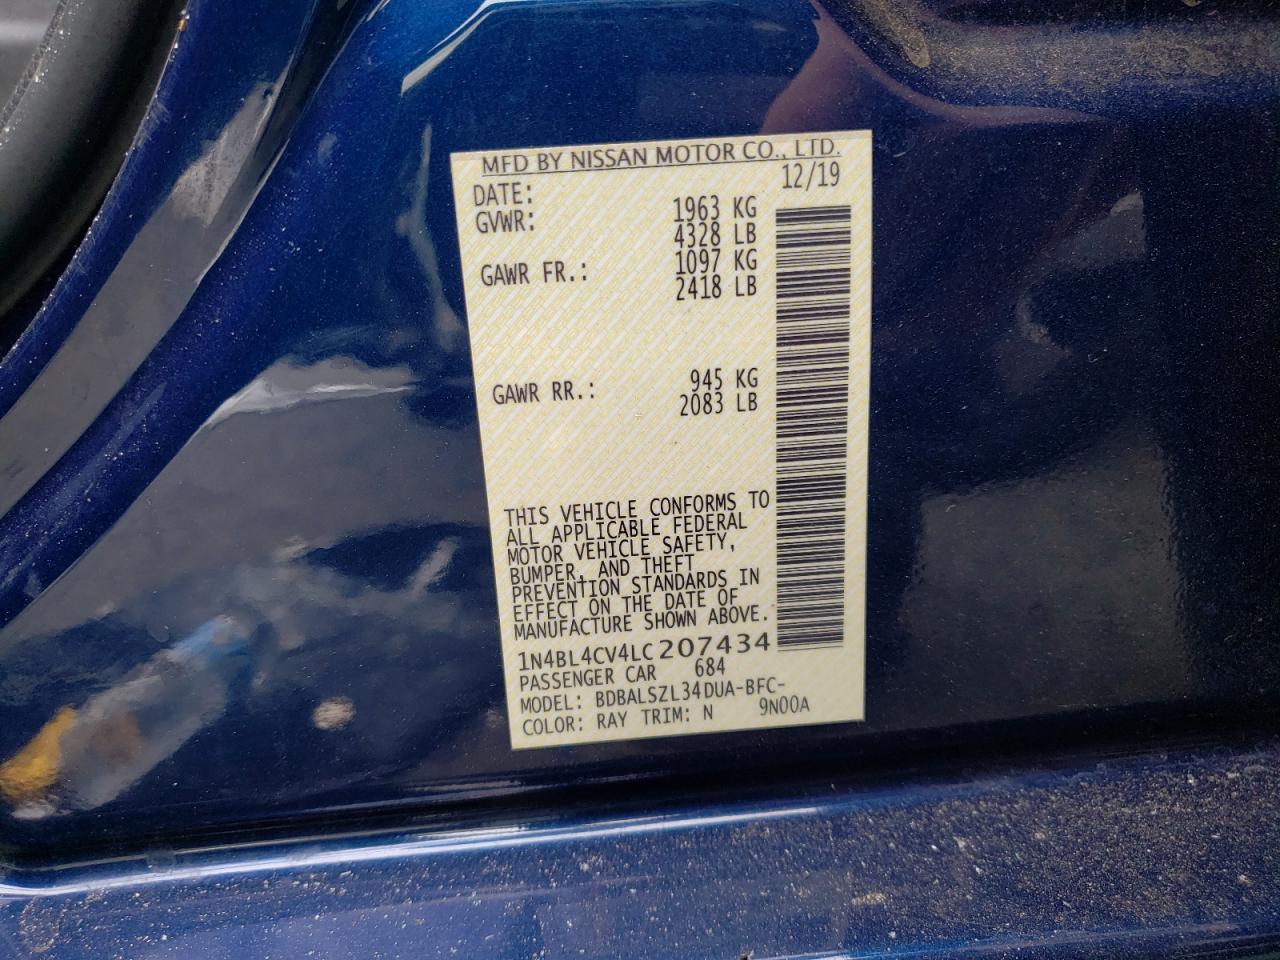 MFD BY NISSAN MOTOR CO., LTD.
DATE: 12/19
GVWR: 1963 KG
4328 LB
GAWR FR.: 1097 KG
2418 LB
GAWR RR.: 945 KG
2083 LB
THIS VEHICLE CONFORMS TO
ALL APPLICABLE FEDERAL
MOTOR VEHICLE SAFETY,
BUMPER, AND THEFT
PREVENTION STANDARDS IN
EFFECT ON THE DATE OF
MANUFACTURE SHOWN ABOVE.
1N4BL4CV4LC207434
PASSENGER CAR 684
MODEL: BDBALSZL34DUA-BFC-
COLOR: RAY TRIM: N 9N00A